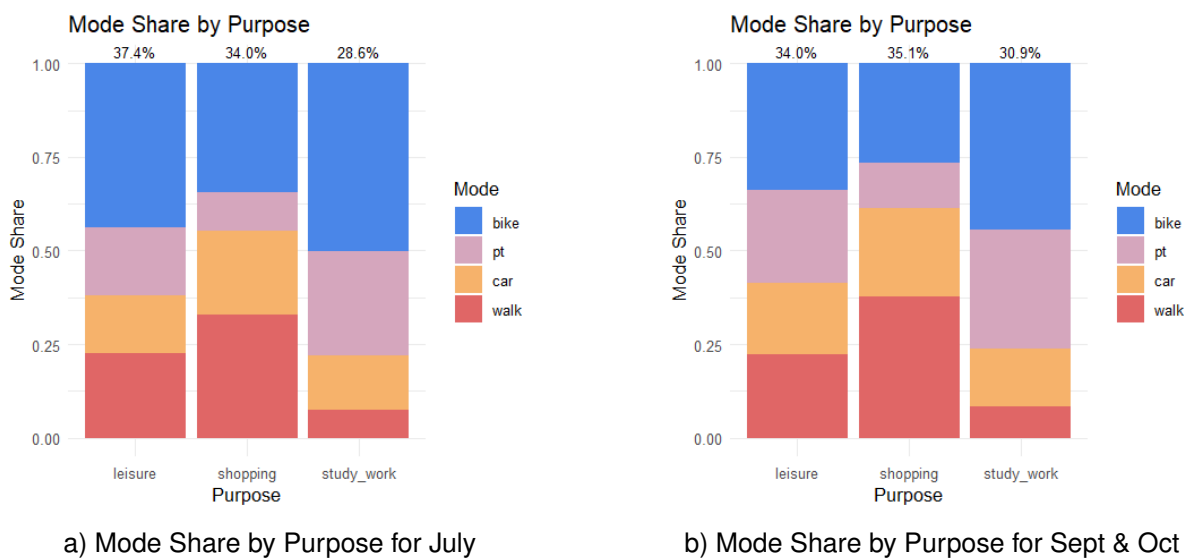 Mode Share by Purpose
37.4% 34.0% 28.6%
1.00
0.75
0.50
0.25
0.00
Mode Share
leisure shopping study_work
Purpose
Mode
bike
pt
car
walk
a) Mode Share by Purpose for July
Mode Share by Purpose
34.0% 35.1% 30.9%
1.00
0.75
0.50
0.25
0.00
Mode Share
leisure shopping study_work
Purpose
Mode
bike
pt
car
walk
b) Mode Share by Purpose for Sept & Oct